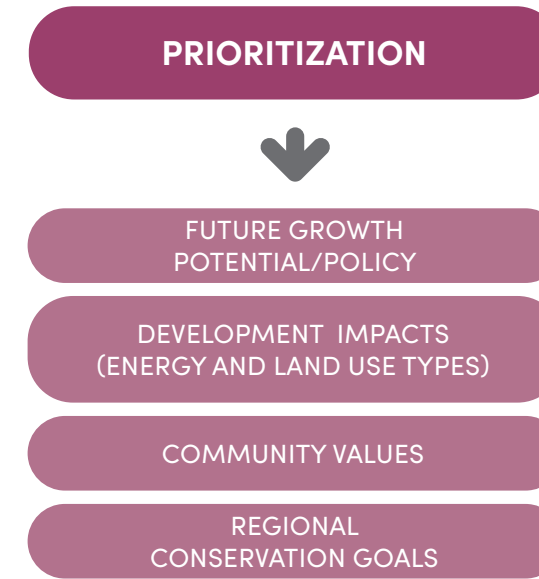 PRIORITIZATION
FUTURE GROWTH
POTENTIAL/POLICY
DEVELOPMENT IMPACTS
(ENERGY AND LAND USE TYPES)
COMMUNITY VALUES
REGIONAL
CONSERVATION GOALS